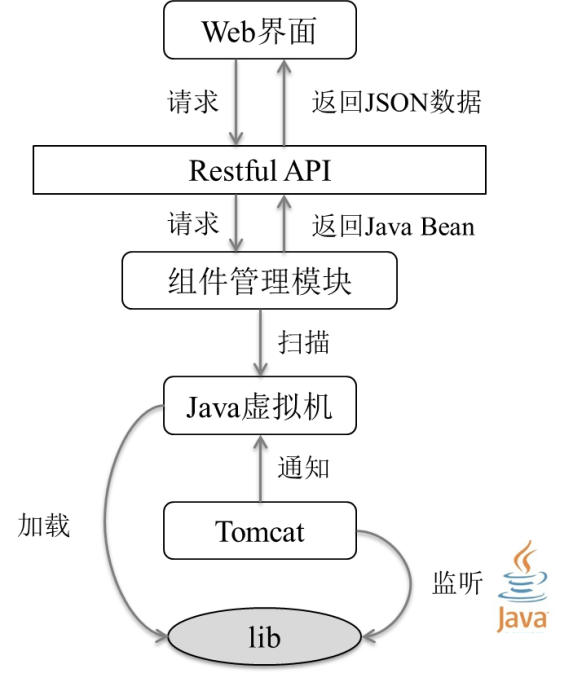 Web界面
请求
返回JSON数据
Restful API
请求
返回Java Bean
组件管理模块
扫描
Java虚拟机
通知
加载
Tomcat
监听
Java
lib